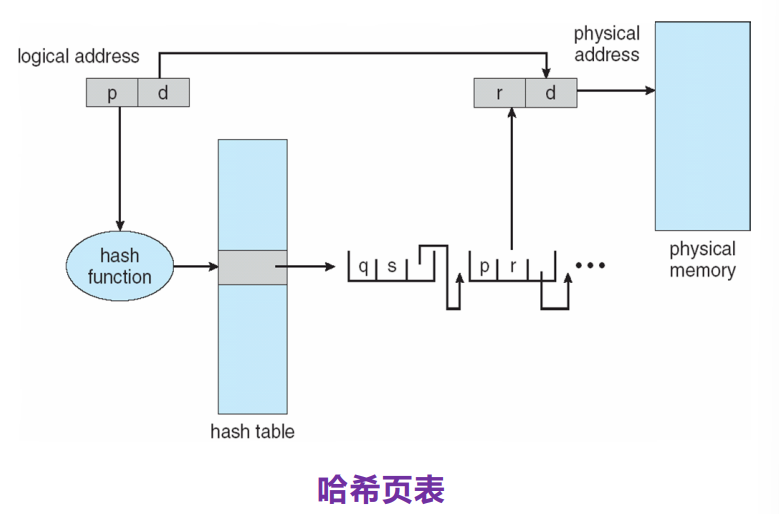 logical address
p d
r d
physical
address
hash
function
q s
p r
•••
physical
memory
hash table
哈希页表